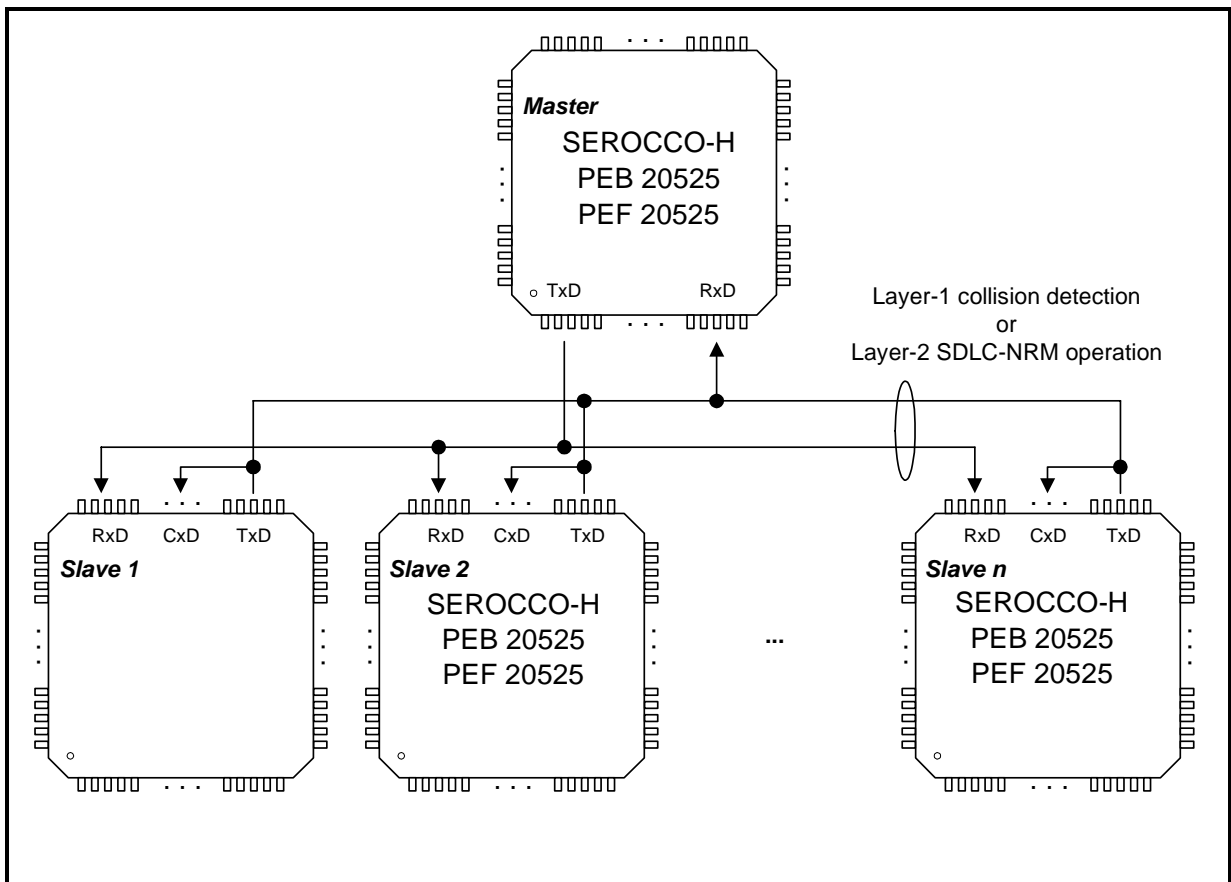 Master
SEROCCO-H
PEB 20525
PEF 20525
TxD RxD
Layer-1 collision detection
or
Layer-2 SDLC-NRM operation
RxD CxD TxD
Slave 1
RxD CxD TxD
Slave 2
SEROCCO-H
PEB 20525
PEF 20525
...
RxD CxD TxD
Slave n
SEROCCO-H
PEB 20525
PEF 20525